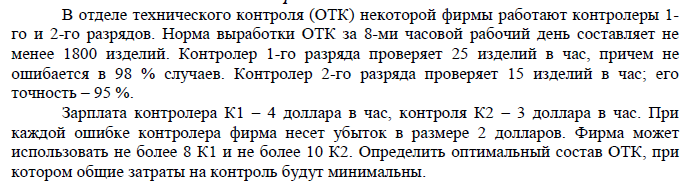 В отделе технического контроля (ОТК) некоторой фирмы работают контролеры 1-
го и 2-го разрядов. Норма выработки ОТК за 8-ми часовой рабочий день составляет не
менее 1800 изделий. Контролер 1-го разряда проверяет 25 изделий в час, причем не
ошибается в 98 % случаев. Контролер 2-го разряда проверяет 15 изделий в час; его
точность – 95 %.
Зарплата контролера К1 – 4 доллара в час, контроля К2 – 3 доллара в час. При
каждой ошибке контролера фирма несет убыток в размере 2 долларов. Фирма может
использовать не более 8 К1 и не более 10 К2. Определить оптимальный состав ОТК, при
котором общие затраты на контроль будут минимальны.